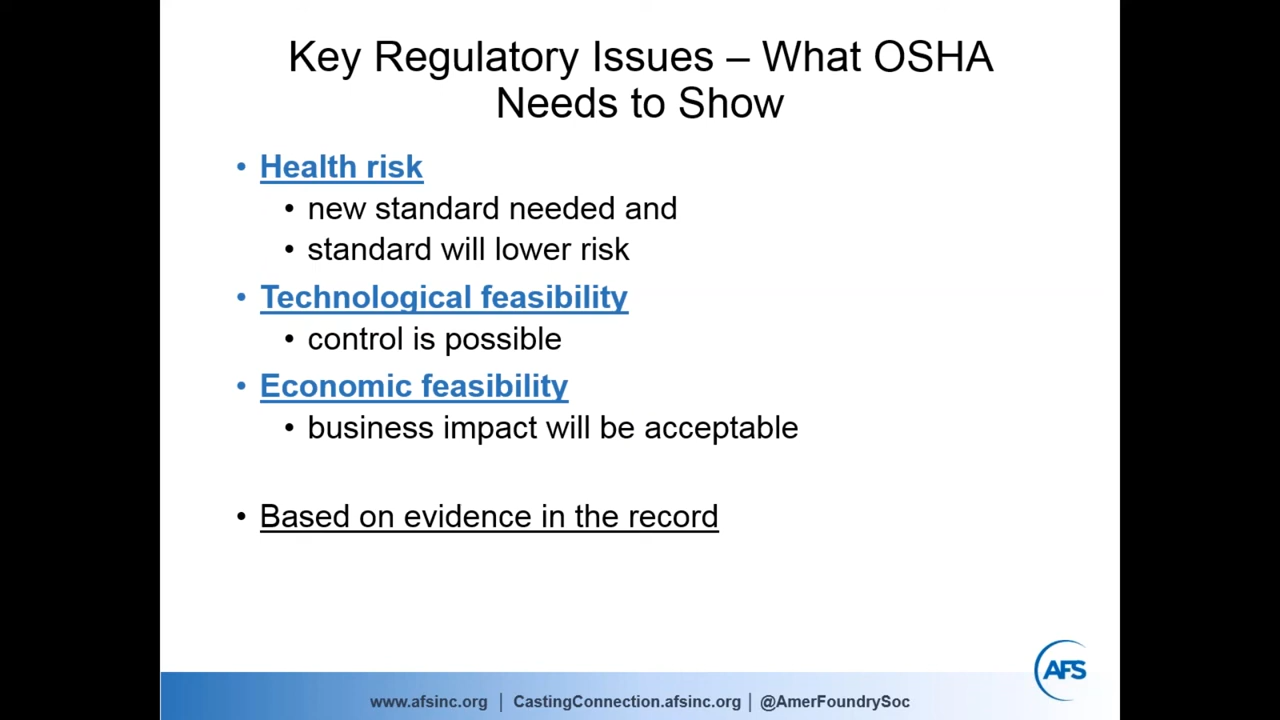 Key Regulatory Issues – What OSHA
Needs to Show
• Health risk
• new standard needed and
• standard will lower risk
• Technological feasibility
• control is possible
• Economic feasibility
• business impact will be acceptable
• Based on evidence in the record
AFS
www.afsinc.org | CastingConnection.afsinc.org | @AmerFoundrySoc